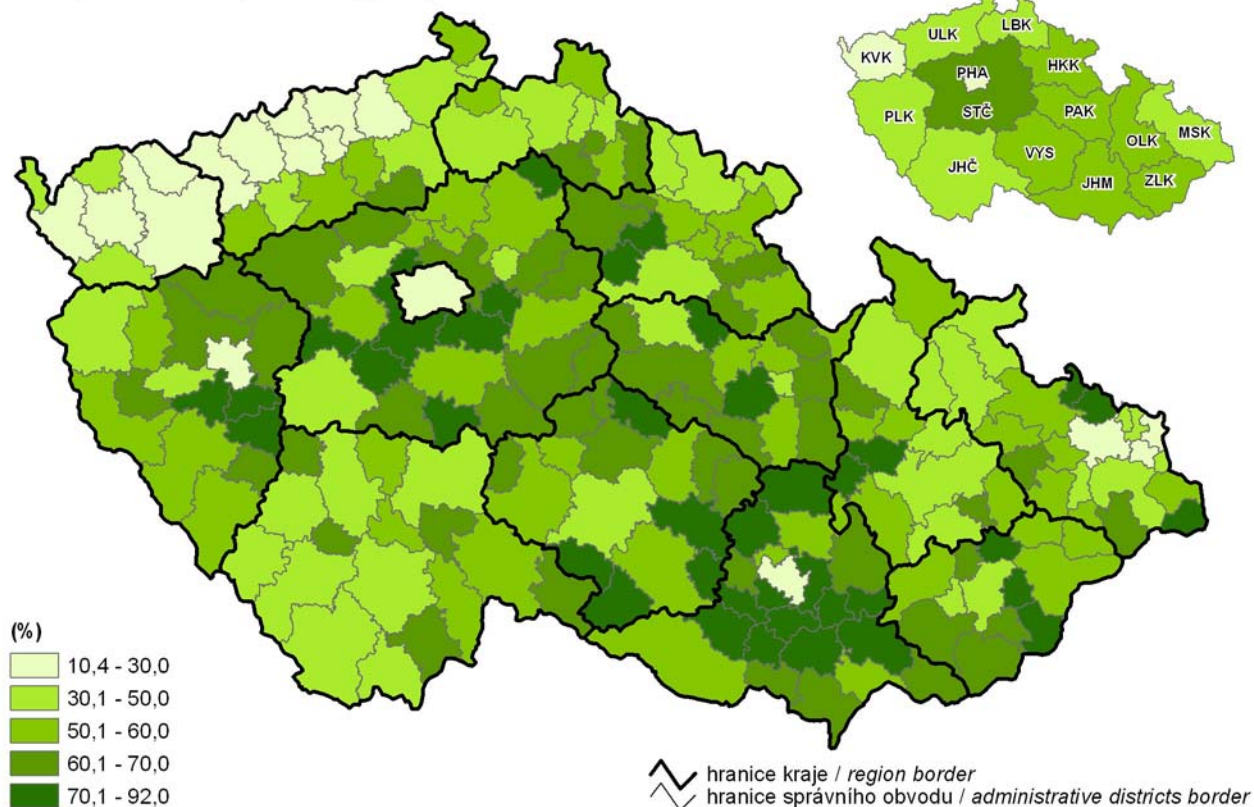 ULK
LBK
KVK
PHA
HKK
STČ
PLK
PAK
OLK
MSK
VYS
JHČ
JHM
ZLK
(%)
10,4 - 30,0
30,1 - 50,0
50,1 - 60,0
60,1 - 70,0
70,1 - 92,0
hranice kraje / region border
hranice správního obvodu / administrative districts border